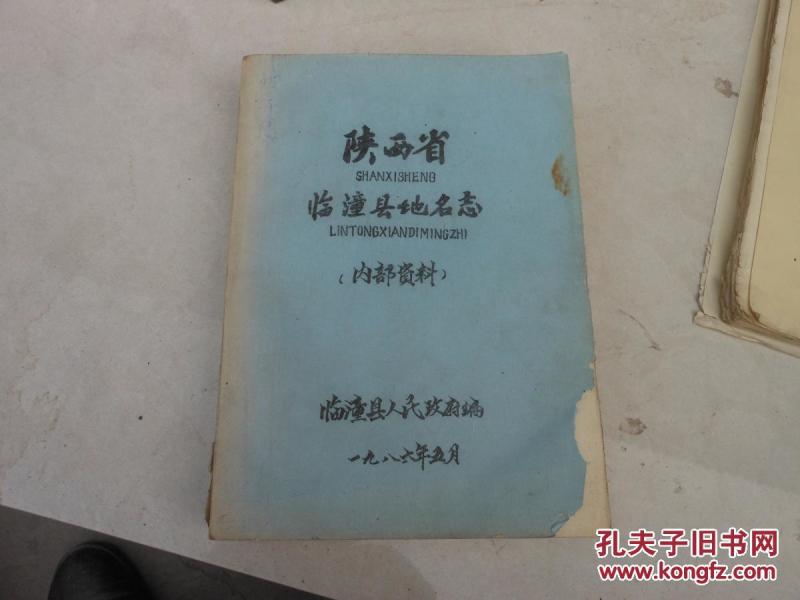 陕西省
SHANXISHENG
临潼县地名志
LINTONGXIANDIMINGZHI
（内部资料）
临潼县人民政府编
一九八六年五月
孔夫子旧书网
www.kongfz.com